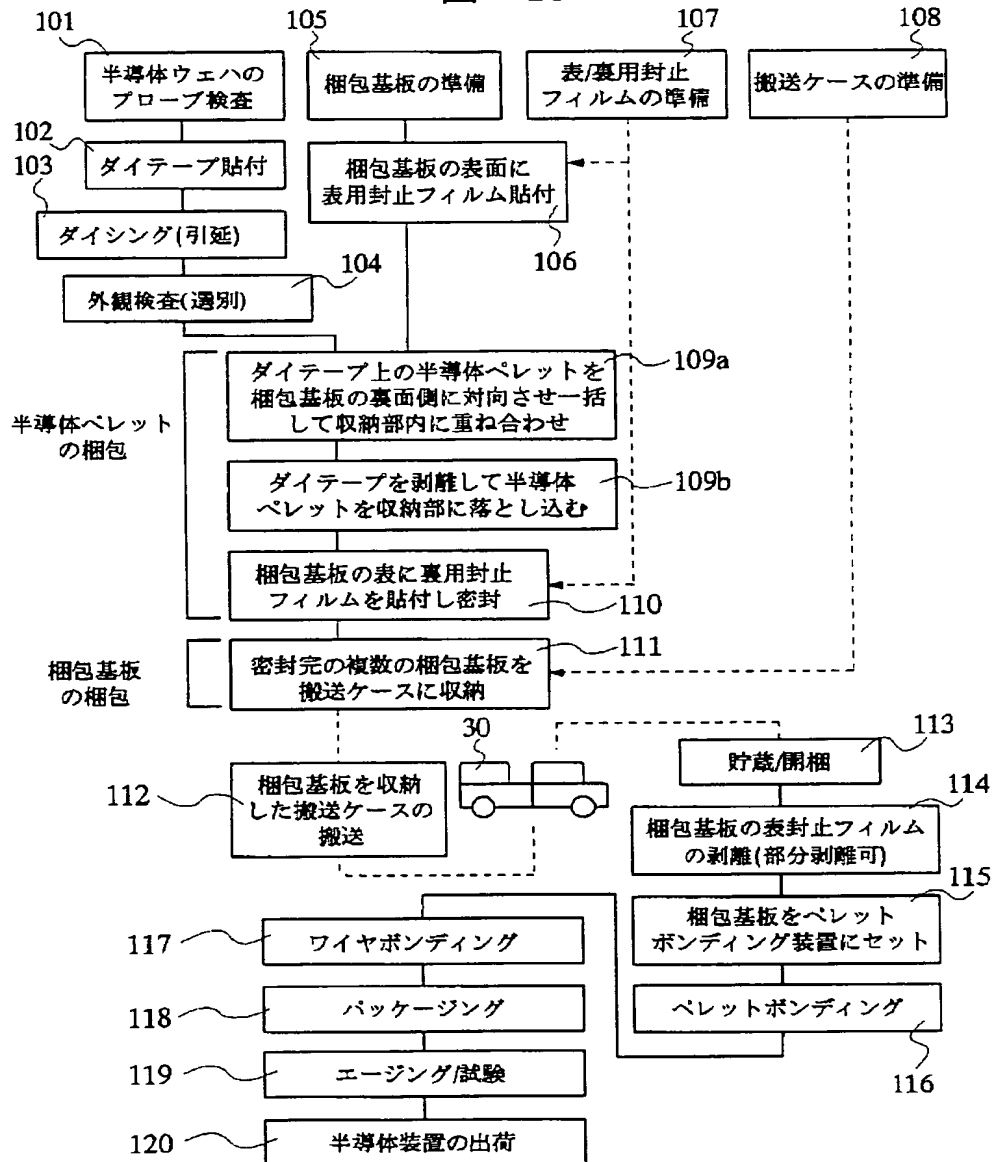 図
101
半導体ウェハの
プローブ検査
105
梱包基板の準備
107
表/裏用封止
フィルムの準備
108
搬送ケースの準備
102
ダイテープ貼付
梱包基板の表面に
表用封止フィルム貼付
106
103
ダイシング(引延)
104
外観検査(選別)
半導体ペレット
の梱包
ダイテープ上の半導体ペレットを
梱包基板の裏面側に対向させ一括
して収納部内に重ね合わせ
109a
ダイテープを剥離して半導体
ペレットを収納部に落とし込む
109b
梱包基板の表に裏用封止
フィルムを貼付し密封
110
梱包基板
の梱包
密封完の複数の梱包基板を
搬送ケースに収納
111
112
梱包基板を収納
した搬送ケースの
搬送
30
113
貯蔵/開梱
114
梱包基板の表封止フィルム
の剥離(部分剥離可)
115
梱包基板をペレット
ボンディング装置にセット
ペレットボンディング
116
117
ワイヤボンディング
118
パッケージング
119
エージング/試験
120
半導体装置の出荷